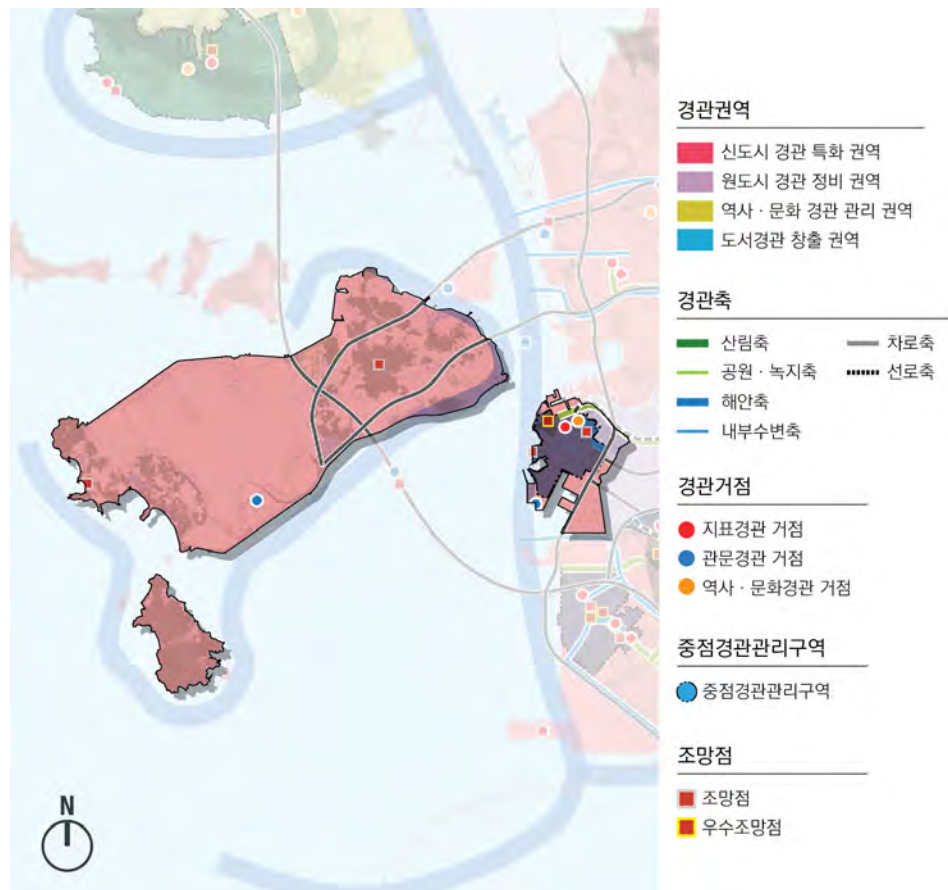 경관권역
신도시 경관 특화 권역
원도시 경관 정비 권역
역사 · 문화 경관 관리 권역
도서경관 창출 권역
경관축
산림축
차로축
공원 · 녹지축
선로축
해안축
내부수변축
경관거점
지표경관 거점
관문경관 거점
역사 · 문화경관 거점
중점경관관리구역
중점경관관리구역
조망점
조망점
우수조망점
N